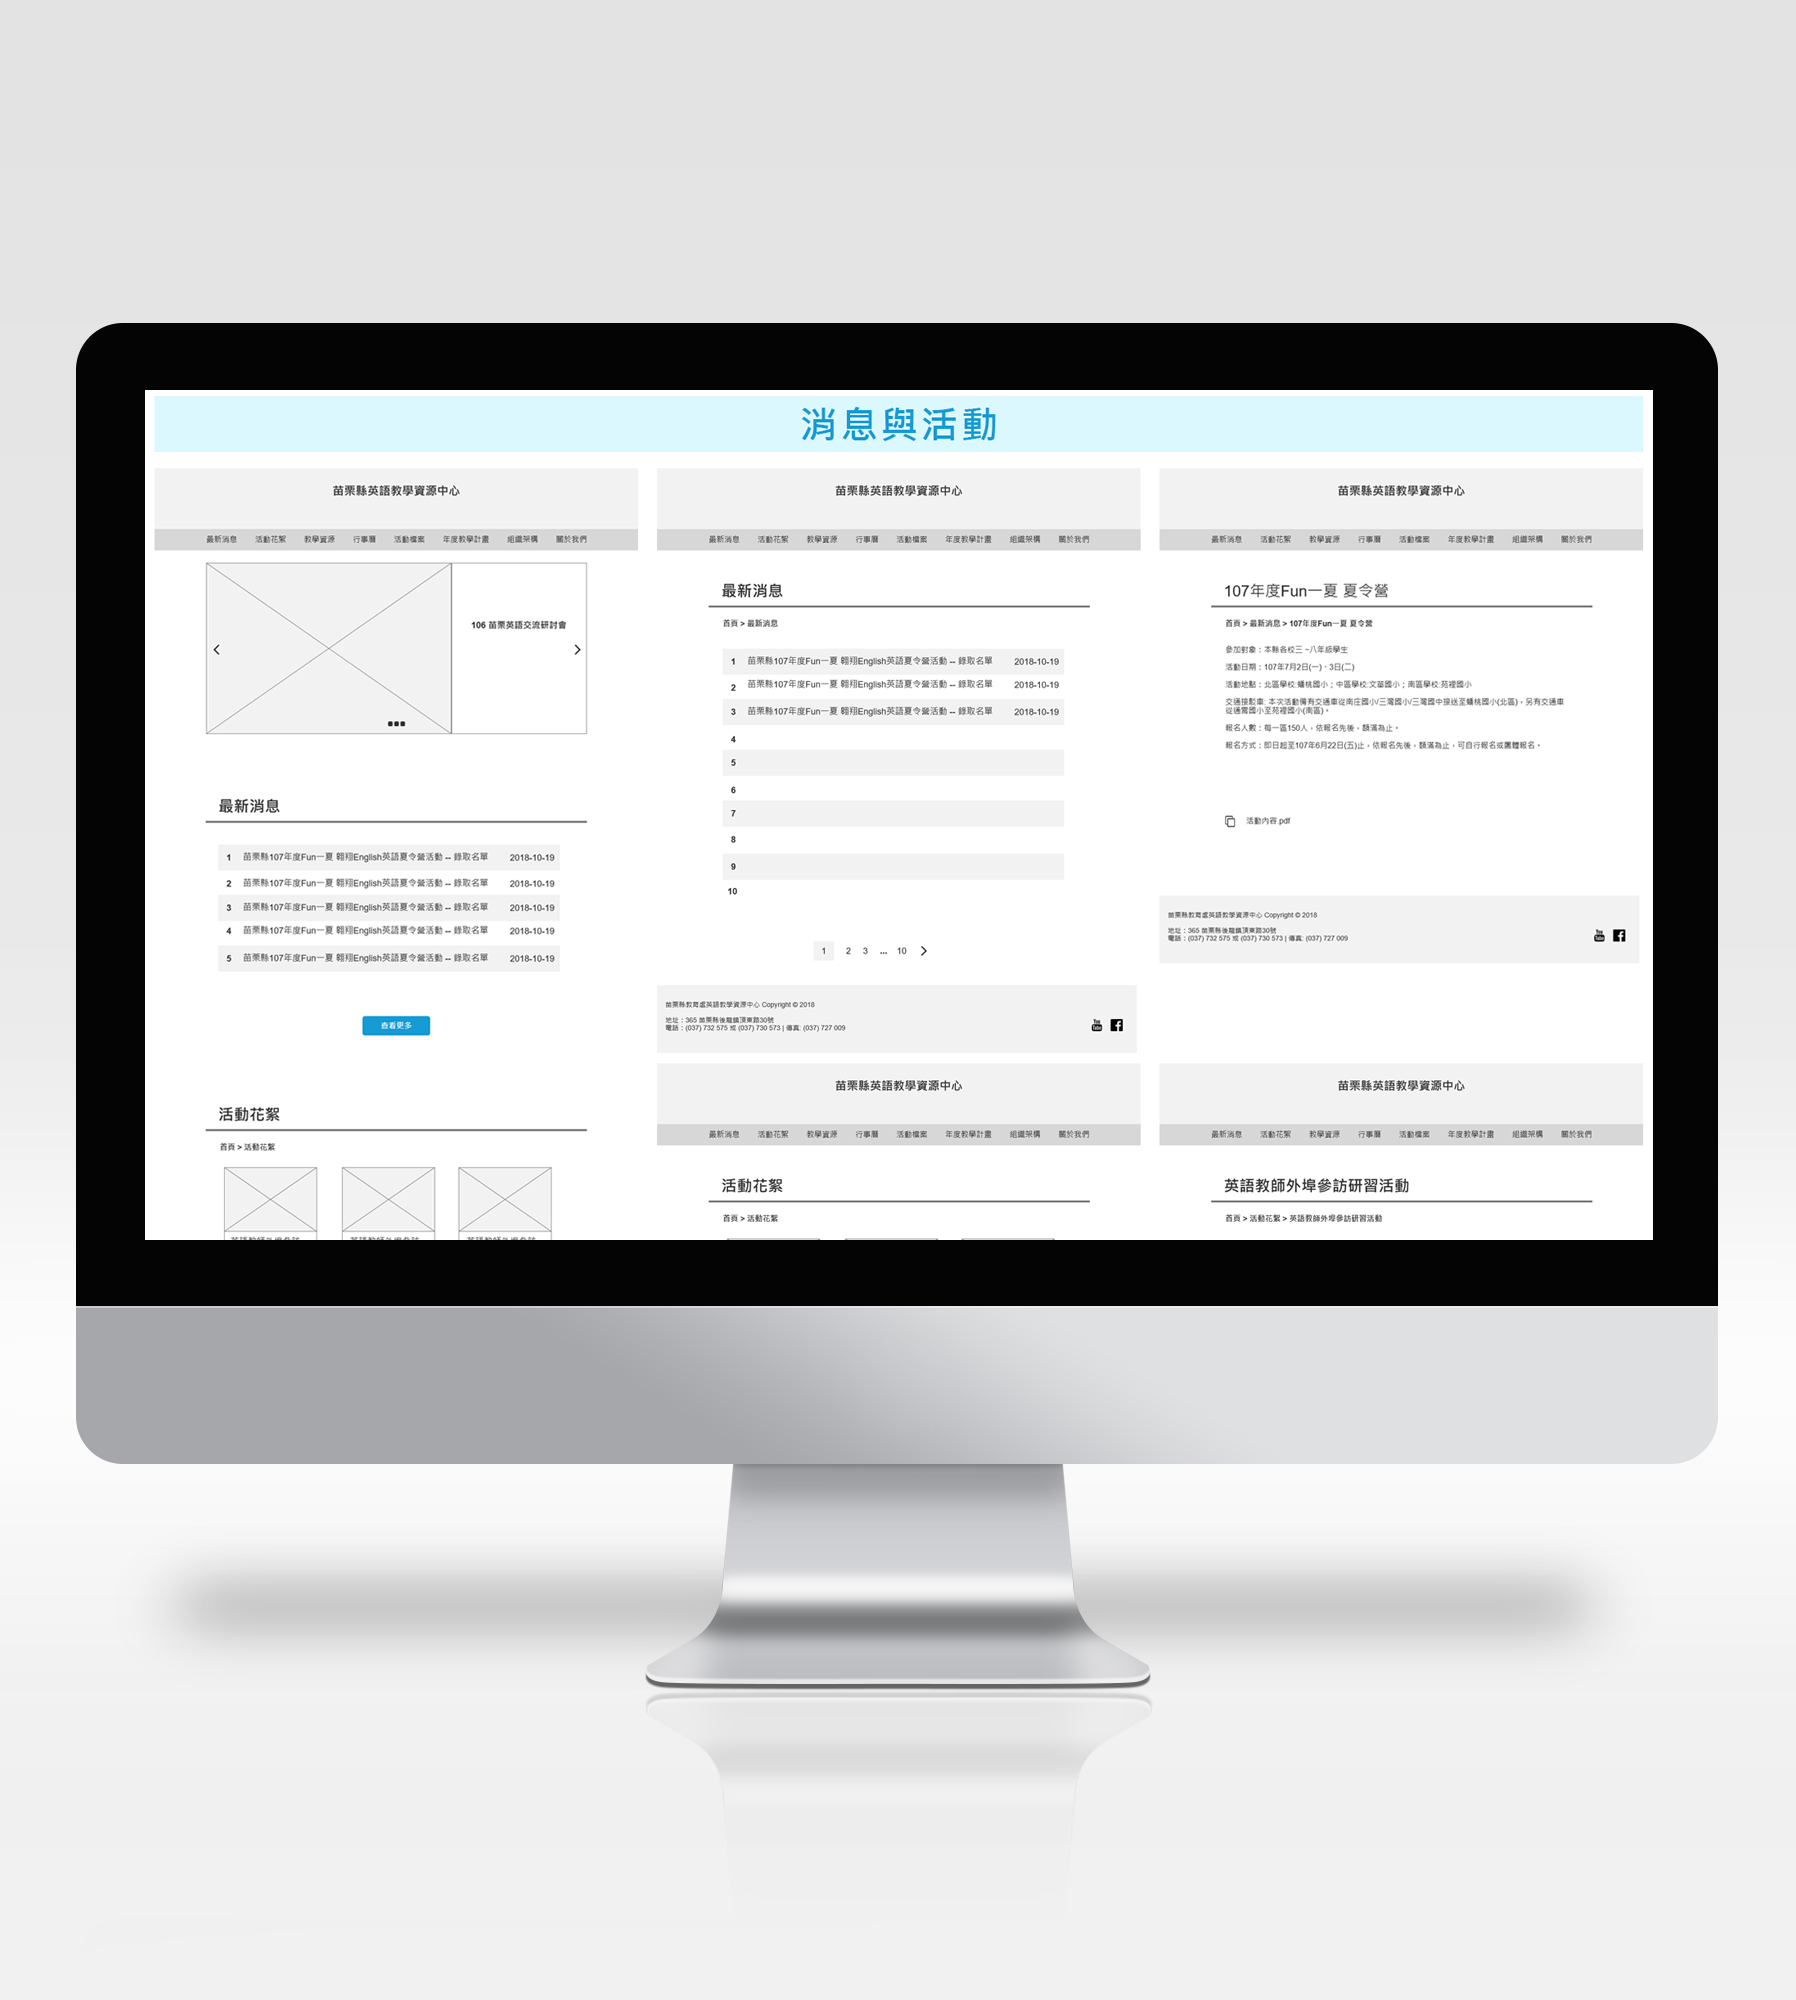 消息與活動
苗栗縣英語教學資源中心
最新消息 活動花絮 教學資源 行事曆 活動檔案 年度教學計畫 組織架構 關於我們
106 苗栗英語交流研討會
最新消息
1 苗栗縣107年度Fun一夏 翱翔English英語夏令營活動 -- 錄取名單 2018-10-19
2 苗栗縣107年度Fun一夏 翱翔English英語夏令營活動 -- 錄取名單 2018-10-19
3 苗栗縣107年度Fun一夏 翱翔English英語夏令營活動 -- 錄取名單 2018-10-19
4 苗栗縣107年度Fun一夏 翱翔English英語夏令營活動 -- 錄取名單 2018-10-19
5 苗栗縣107年度Fun一夏 翱翔English英語夏令營活動 -- 錄取名單 2018-10-19
查看更多
活動花絮
首頁 > 活動花絮
英語教師外埠參訪
英語教師外埠參訪
英語教師外埠參訪
苗栗縣英語教學資源中心
最新消息 活動花絮 教學資源 行事曆 活動檔案 年度教學計畫 組織架構 關於我們
最新消息
首頁 > 最新消息
1 苗栗縣107年度Fun一夏 翱翔English英語夏令營活動 -- 錄取名單 2018-10-19
2 苗栗縣107年度Fun一夏 翱翔English英語夏令營活動 -- 錄取名單 2018-10-19
3 苗栗縣107年度Fun一夏 翱翔English英語夏令營活動 -- 錄取名單 2018-10-19
4
5
6
7
8
9
10
1 2 3 ... 10
苗栗縣教育處英語教學資源中心 Copyright © 2018
地址：365 苗栗縣後龍鎮頂東路30號
電話：(037) 732 575 或 (037) 730 573 | 傳真: (037) 727 009
You Tube
苗栗縣英語教學資源中心
最新消息 活動花絮 教學資源 行事曆 活動檔案 年度教學計畫 組織架構 關於我們
活動花絮
首頁 > 活動花絮
苗栗縣英語教學資源中心
最新消息 活動花絮 教學資源 行事曆 活動檔案 年度教學計畫 組織架構 關於我們
107年度Fun一夏 夏令營
首頁 > 最新消息 > 107年度Fun一夏 夏令營
參加對象：本縣各校三 ~八年級學生
活動日期：107年7月2日(一)、3日(二)
活動地點：北區學校:蟠桃國小；中區學校:文華國小；南區學校:苑裡國小
交通接駁車: 本次活動備有交通車從南庄國小/三灣國小/三灣國中接送至蟠桃國小(北區)，另有交通車
從通霄國小至苑裡國小(南區)。
報名人數：每一區150人，依報名先後，額滿為止。
報名方式：即日起至107年6月22日(五)止，依報名先後，額滿為止，可自行報名或團體報名。
活動內容.pdf
苗栗縣教育處英語教學資源中心 Copyright © 2018
地址：365 苗栗縣後龍鎮頂東路30號
電話：(037) 732 575 或 (037) 730 573 | 傳真: (037) 727 009
You Tube
苗栗縣英語教學資源中心
最新消息 活動花絮 教學資源 行事曆 活動檔案 年度教學計畫 組織架構 關於我們
英語教師外埠參訪研習活動
首頁 > 活動花絮 > 英語教師外埠參訪研習活動